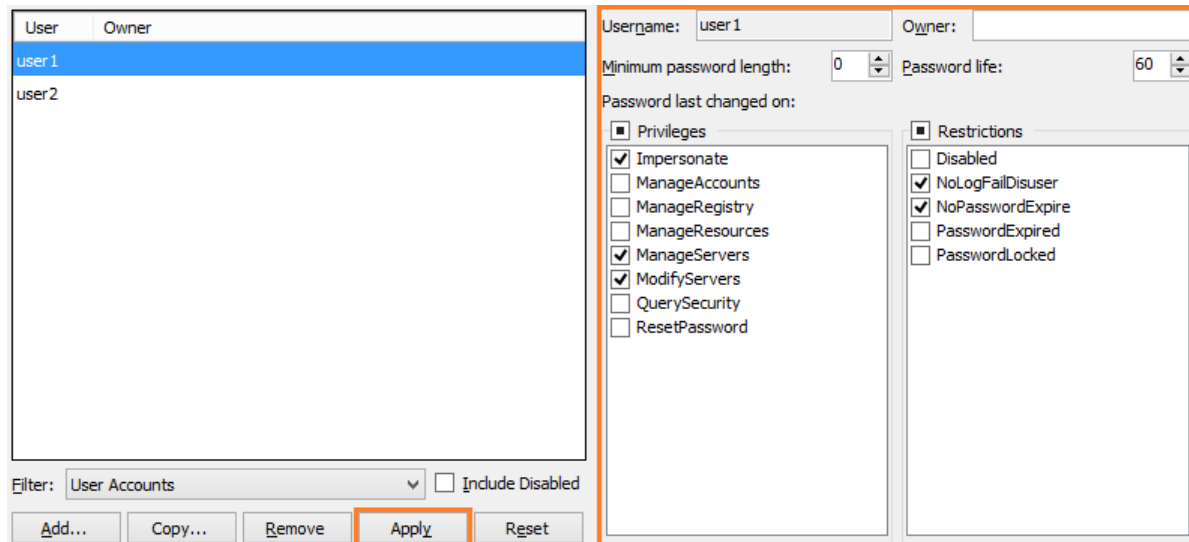 User Owner
user1
user2
Filter: User Accounts Include Disabled
Add... Copy... Remove Apply Reset
Username: user1 Owner:
Minimum password length: 0 Password life: 60
Password last changed on:
Privileges
Impersonate
ManageAccounts
ManageRegistry
ManageResources
ManageServers
ModifyServers
QuerySecurity
ResetPassword
Restrictions
Disabled
NoLogFailDisuser
NoPasswordExpire
PasswordExpired
PasswordLocked